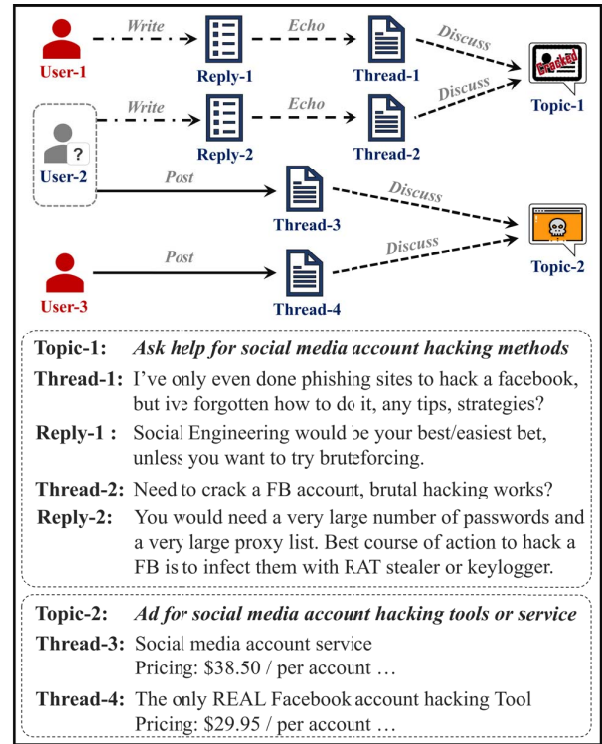 Write
Echo
Discuss
User-1
Reply-1
Thread-1
Cracked
Discuss
Topic-1
Write
Echo
?
User-2
Reply-2
Thread-2
Post
Discuss
Thread-3
Post
Discuss
Topic-2
User-3
Thread-4
Topic-1: Ask help for social media account hacking methods
Thread-1: I've only even done phishing sites to hack a facebook,
but ive forgotten how to do it, any tips, strategies?
Reply-1 : Social Engineering would be your best/easiest bet,
unless you want to try bruteforcing.
Thread-2: Need to crack a FB account, brutal hacking works?
Reply-2: You would need a very large number of passwords and
a very large proxy list. Best course of action to hack a
FB is to infect them with RAT stealer or keylogger.
Topic-2: Ad for social media account hacking tools or service
Thread-3: Social media account service
Pricing: $38.50 / per account …
Thread-4: The only REAL Facebook account hacking Tool
Pricing: $29.95 / per account …